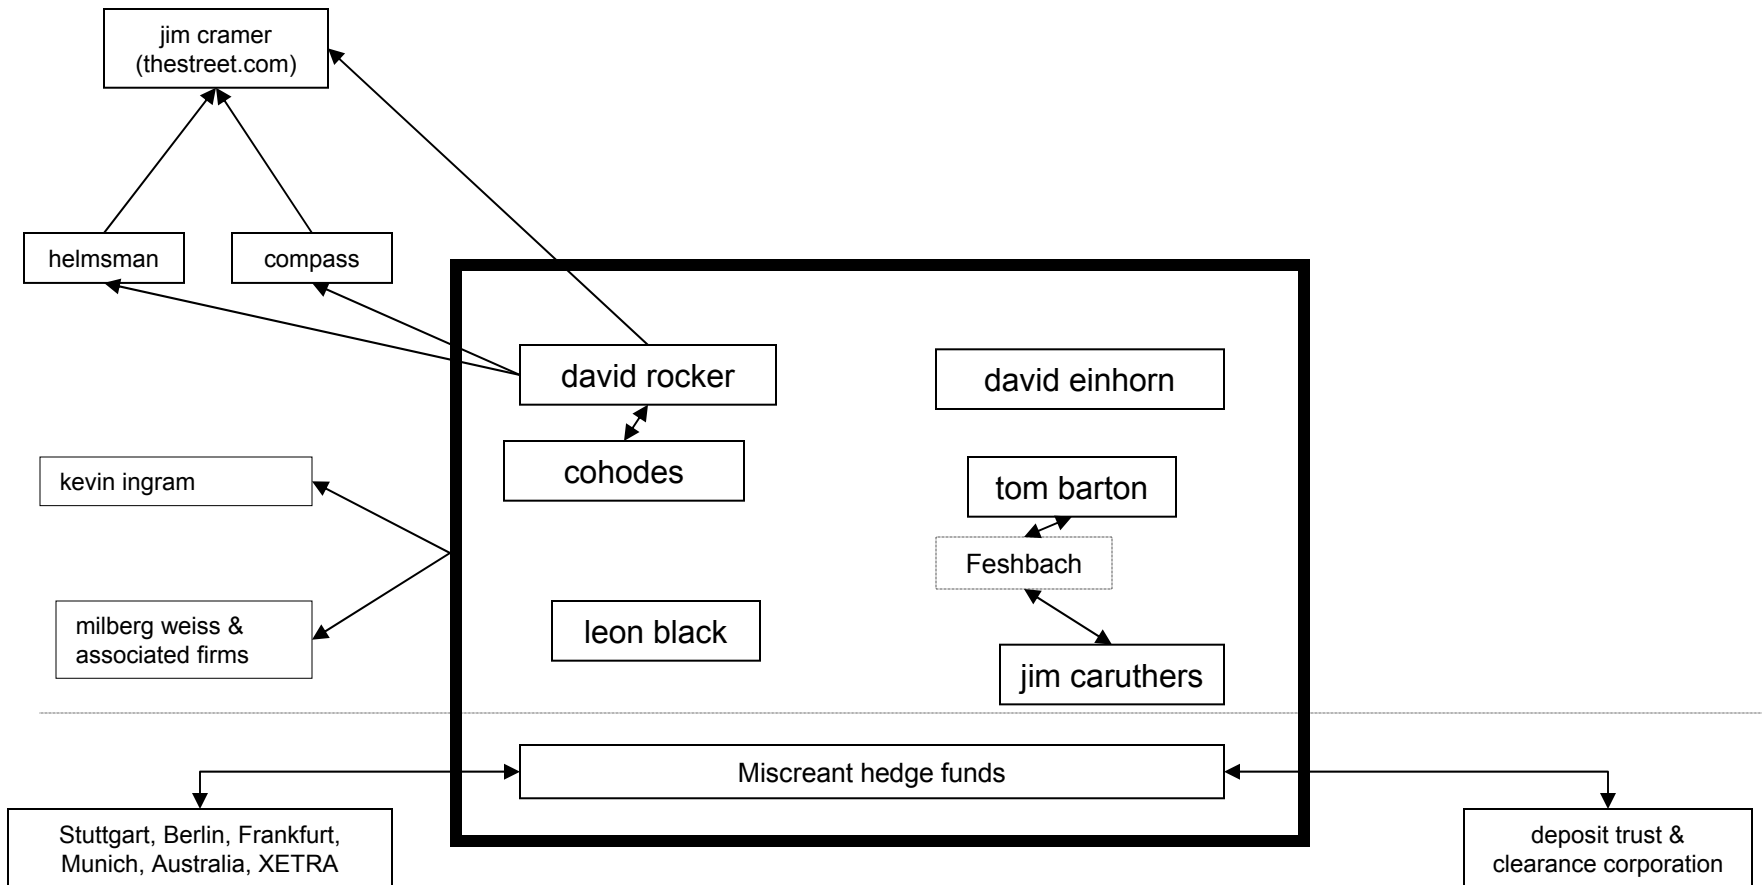 jim cramer
(thestreet.com)
helmsman
compass
david rocker
david einhorn
cohodes
kevin ingram
tom barton
Feshbach
milberg weiss &
associated firms
leon black
jim caruthers
Miscreant hedge funds
Stuttgart, Berlin, Frankfurt,
Munich, Australia, XETRA
deposit trust &
clearance corporation